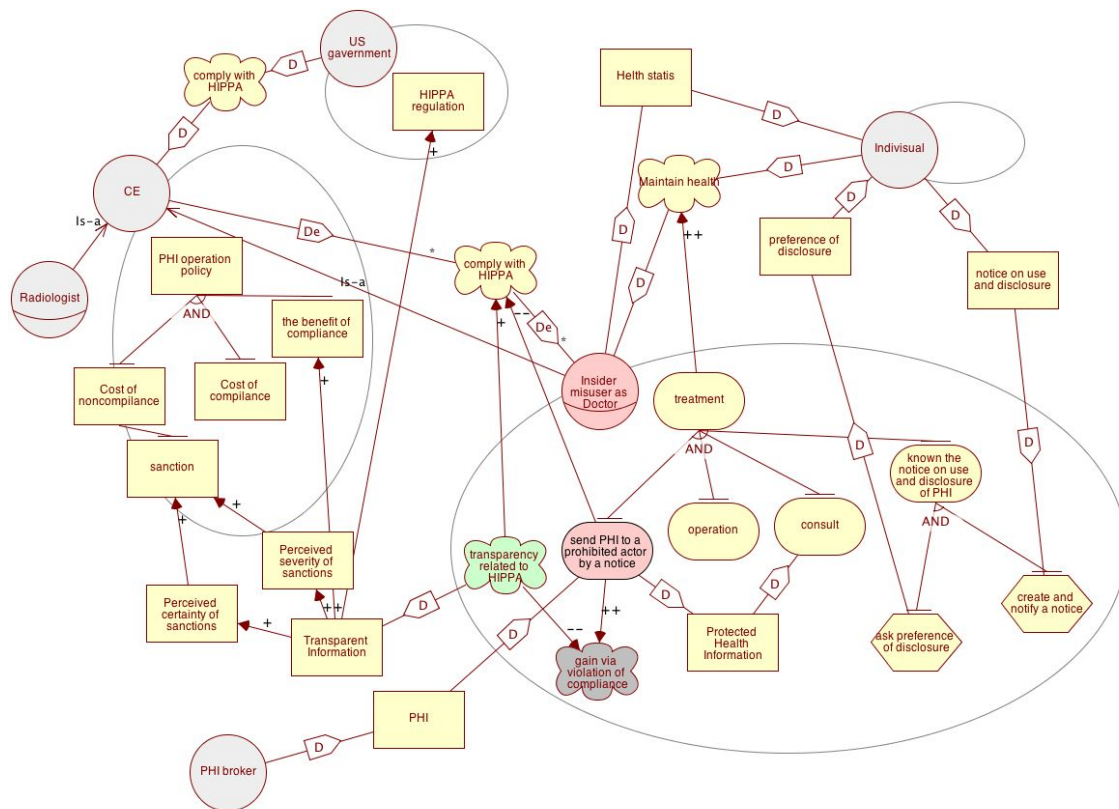 US
gavernment
D
comply with
HIPPA
HIPPA
regulation
+
D
Helth statis
D
Indivisual
CE
Is-a
De
*
Maintain health
D
D
++
D
D
preference of
disclosure
notice on use
and disclosure
PHI operation
policy
Is-a
comply with
HIPPA
D
Radiologist
AND
the benefit of
compliance
+
--
De
*
Cost of
noncompilance
Cost of
compilance
+
Insider
misuser as
Doctor
treatment
AND
D
D
sanction
known the
notice on use
and disclosure
of PHI
AND
+
+
operation
consult
Perceived
severity of
sanctions
transparency
related to
HIPPA
send PHI to a
prohibited actor
by a notice
D
D
Perceived
certainty of
sanctions
++
+
D
++
--
D
create and
notify a notice
Transparent
Information
Protected
Health
Information
ask preference
of disclosure
gain via
violation of
compliance
PHI
D
PHI broker